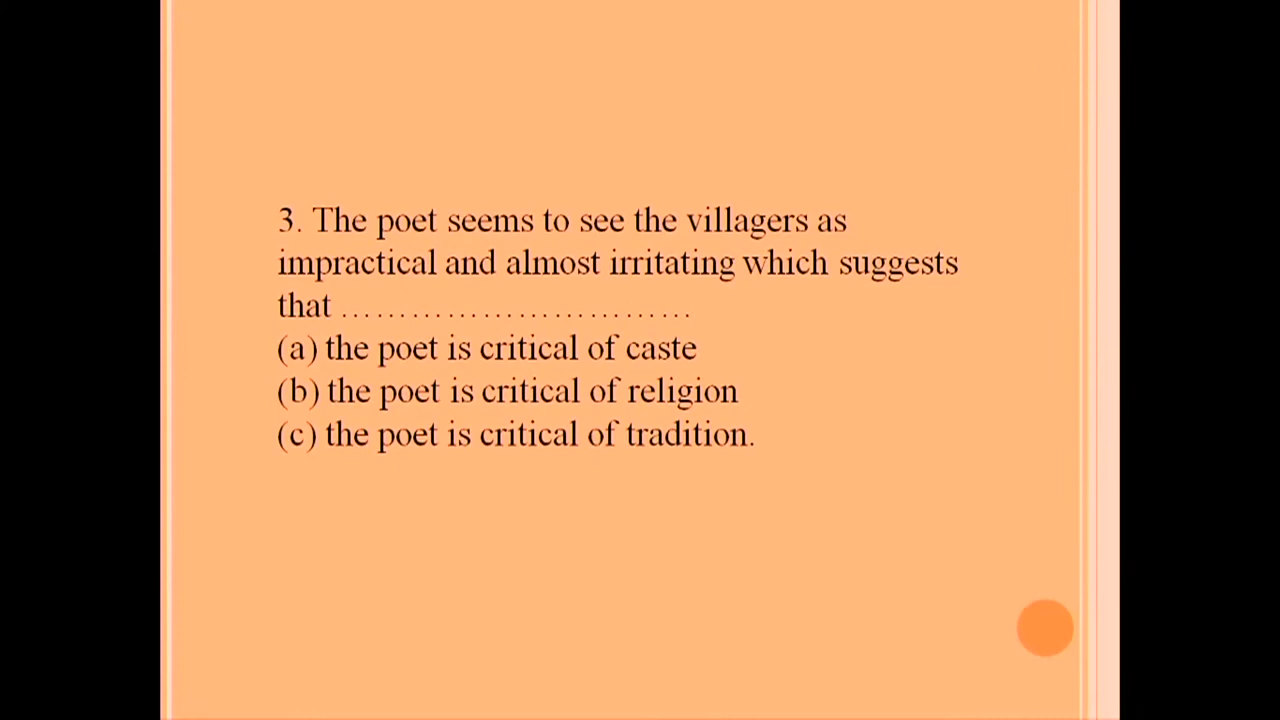 3. The poet seems to see the villagers as
impractical and almost irritating which suggests
that ..............................
(a) the poet is critical of caste
(b) the poet is critical of religion
(c) the poet is critical of tradition.